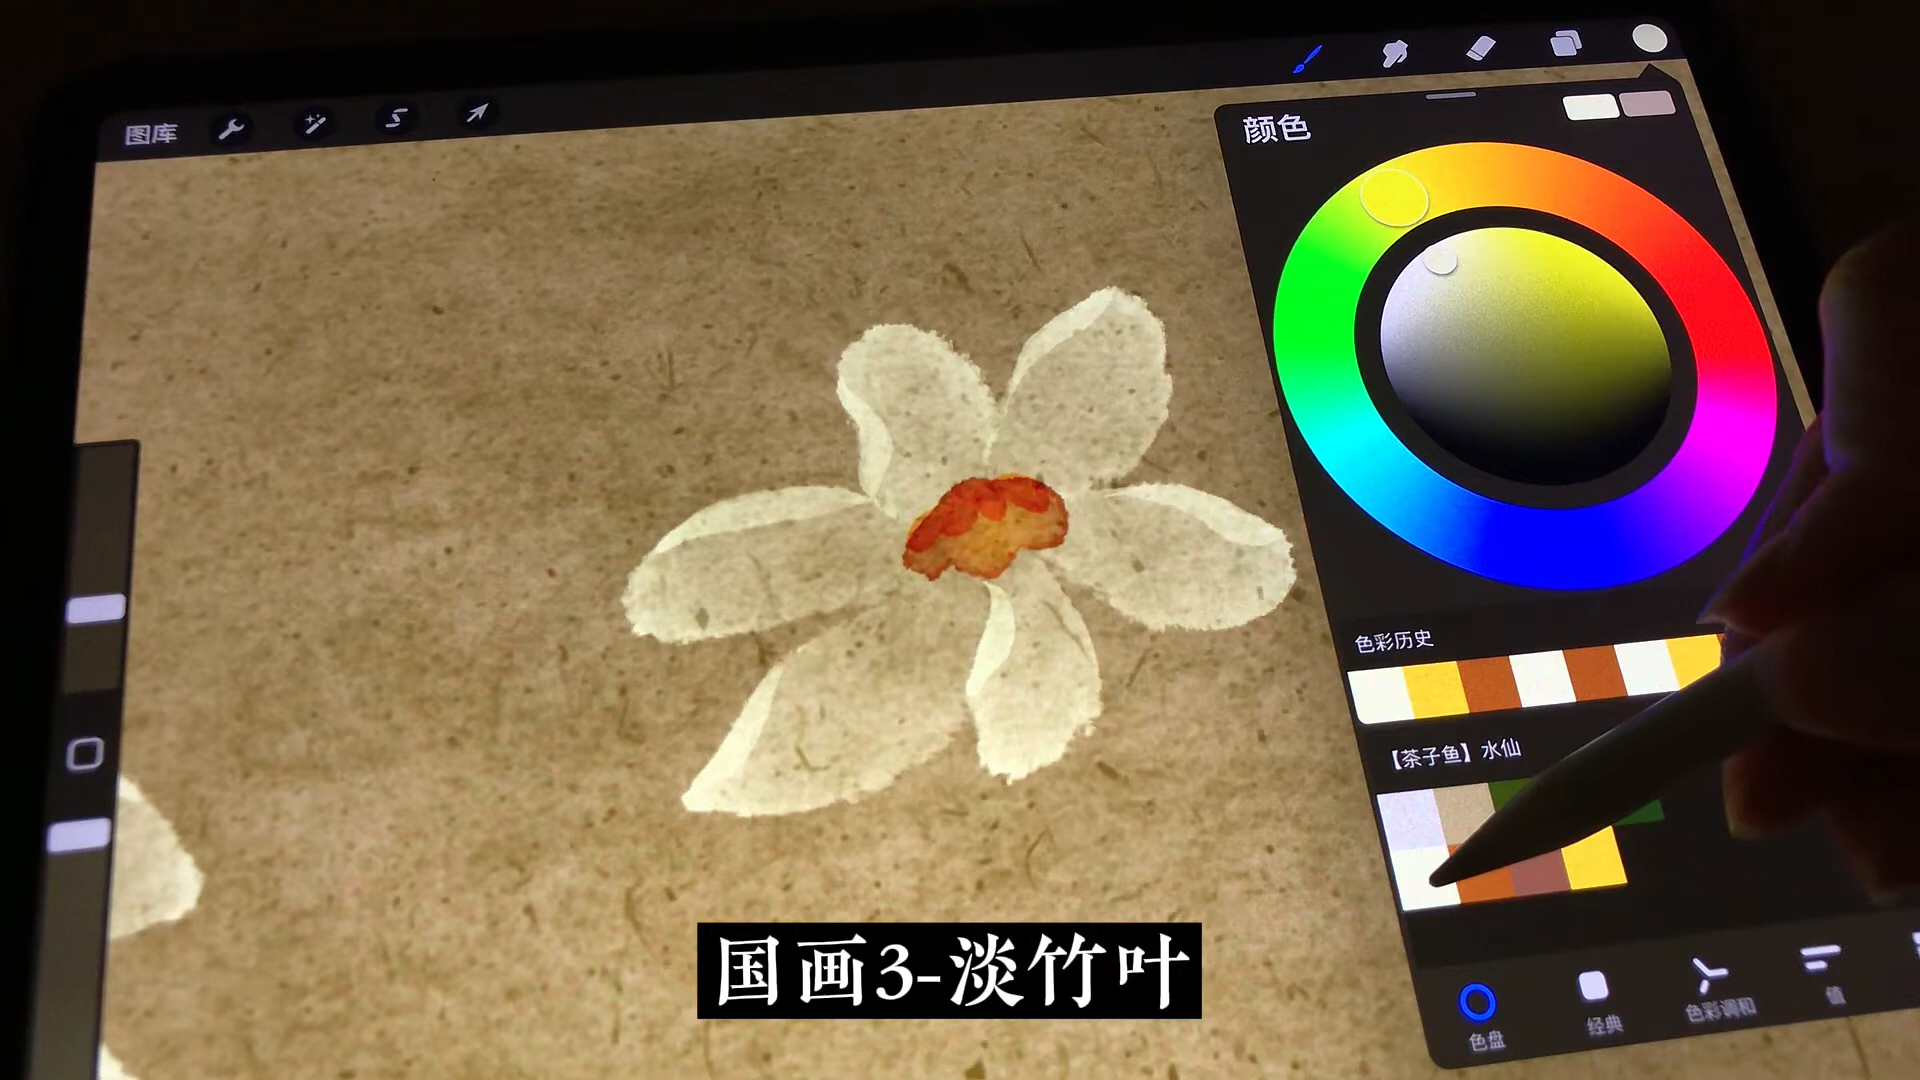 图库
颜色
色彩历史
【茶子鱼】水仙
色盘
经典
色彩调和
值
国画3-淡竹叶